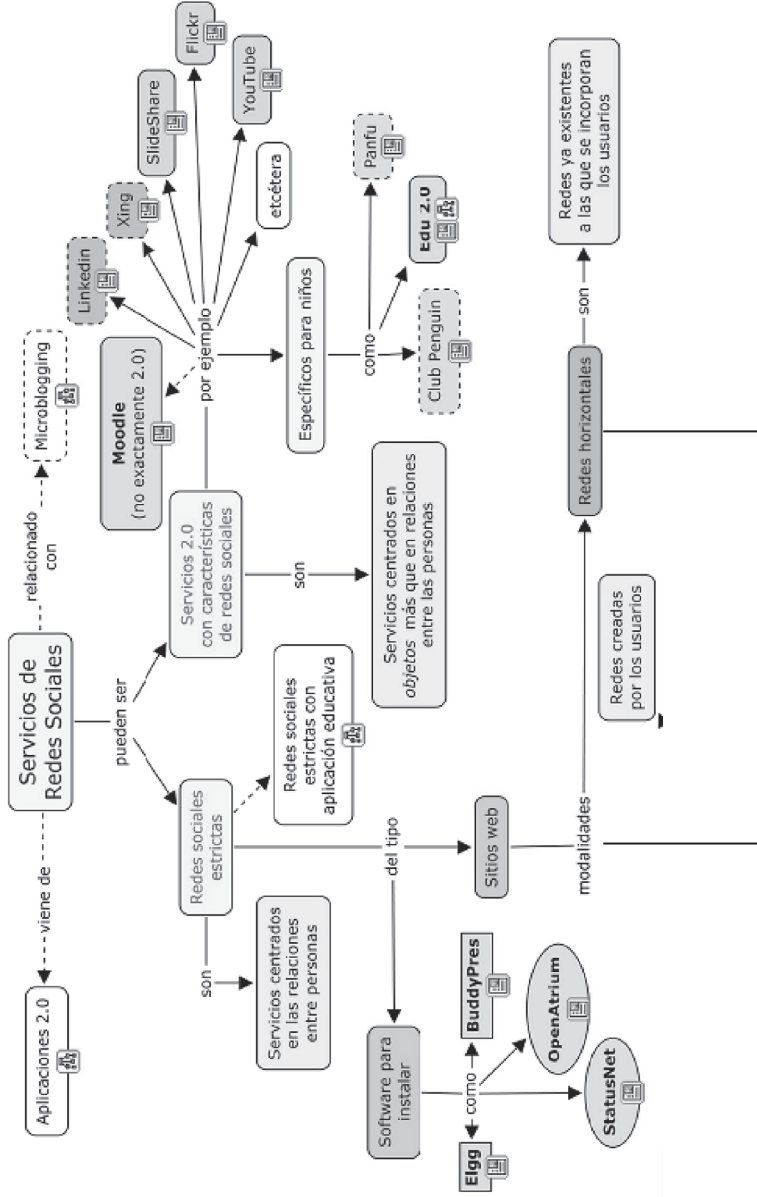 Servicios de
Redes Sociales
viene de
Aplicaciones 2.0
relacionado
con
Microblogging
pueden ser
Redes sociales
estrictas
son
Servicios centrados
en las relaciones
entre personas
Redes sociales
estrictas con
aplicación educativa
del tipo
Software para
instalar
como
Elgg
BuddyPres
OpenAtrium
StatusNet
Sitios web
modalidades
Redes creadas
por los usuarios
Redes horizontales
son
Redes ya existentes
a las que se incorporan
los usuarios
Servicios 2.0
con características
de redes sociales
son
Servicios centrados en
objetos más que en relaciones
entre las personas
por ejemplo
Moodle
(no exactamente 2.0)
Linkedin
Xing
SlideShare
Flickr
YouTube
etcétera
Específicos para niños
como
Club Penguin
Edu 2.0
Panfu